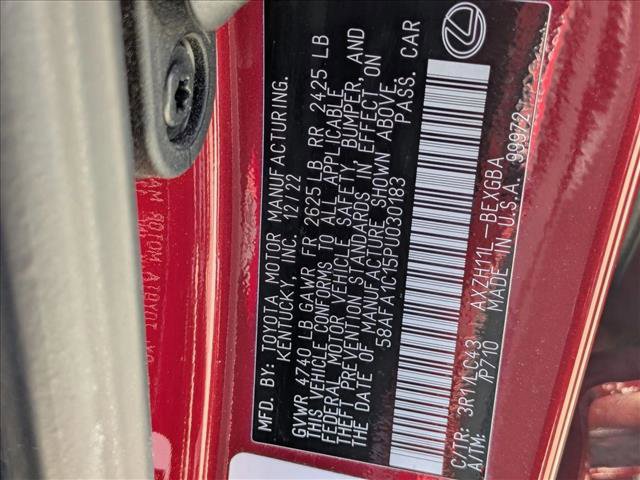 MFD. BY: TOYOTA MOTOR MANUFACTURING.
KENTUCKY, INC. 12/22
GVWR 4740 LB GAWR FR 2625 LB RR 2425 LB
THIS VEHICLE CONFORMS TO ALL APPLICABLE
FEDERAL MOTOR VEHICLE SAFETY, BUMPER, AND
THEFT PREVENTION STANDARDS IN EFFECT ON
THE DATE OF MANUFACTURE SHOWN ABOVE
58AFA1C15PU030183 PASS. CAR
C/TR: 3R1/LC43 AXZH11L-BEXGBA
A/TM: /P710 MADE IN U.S.A. 99972